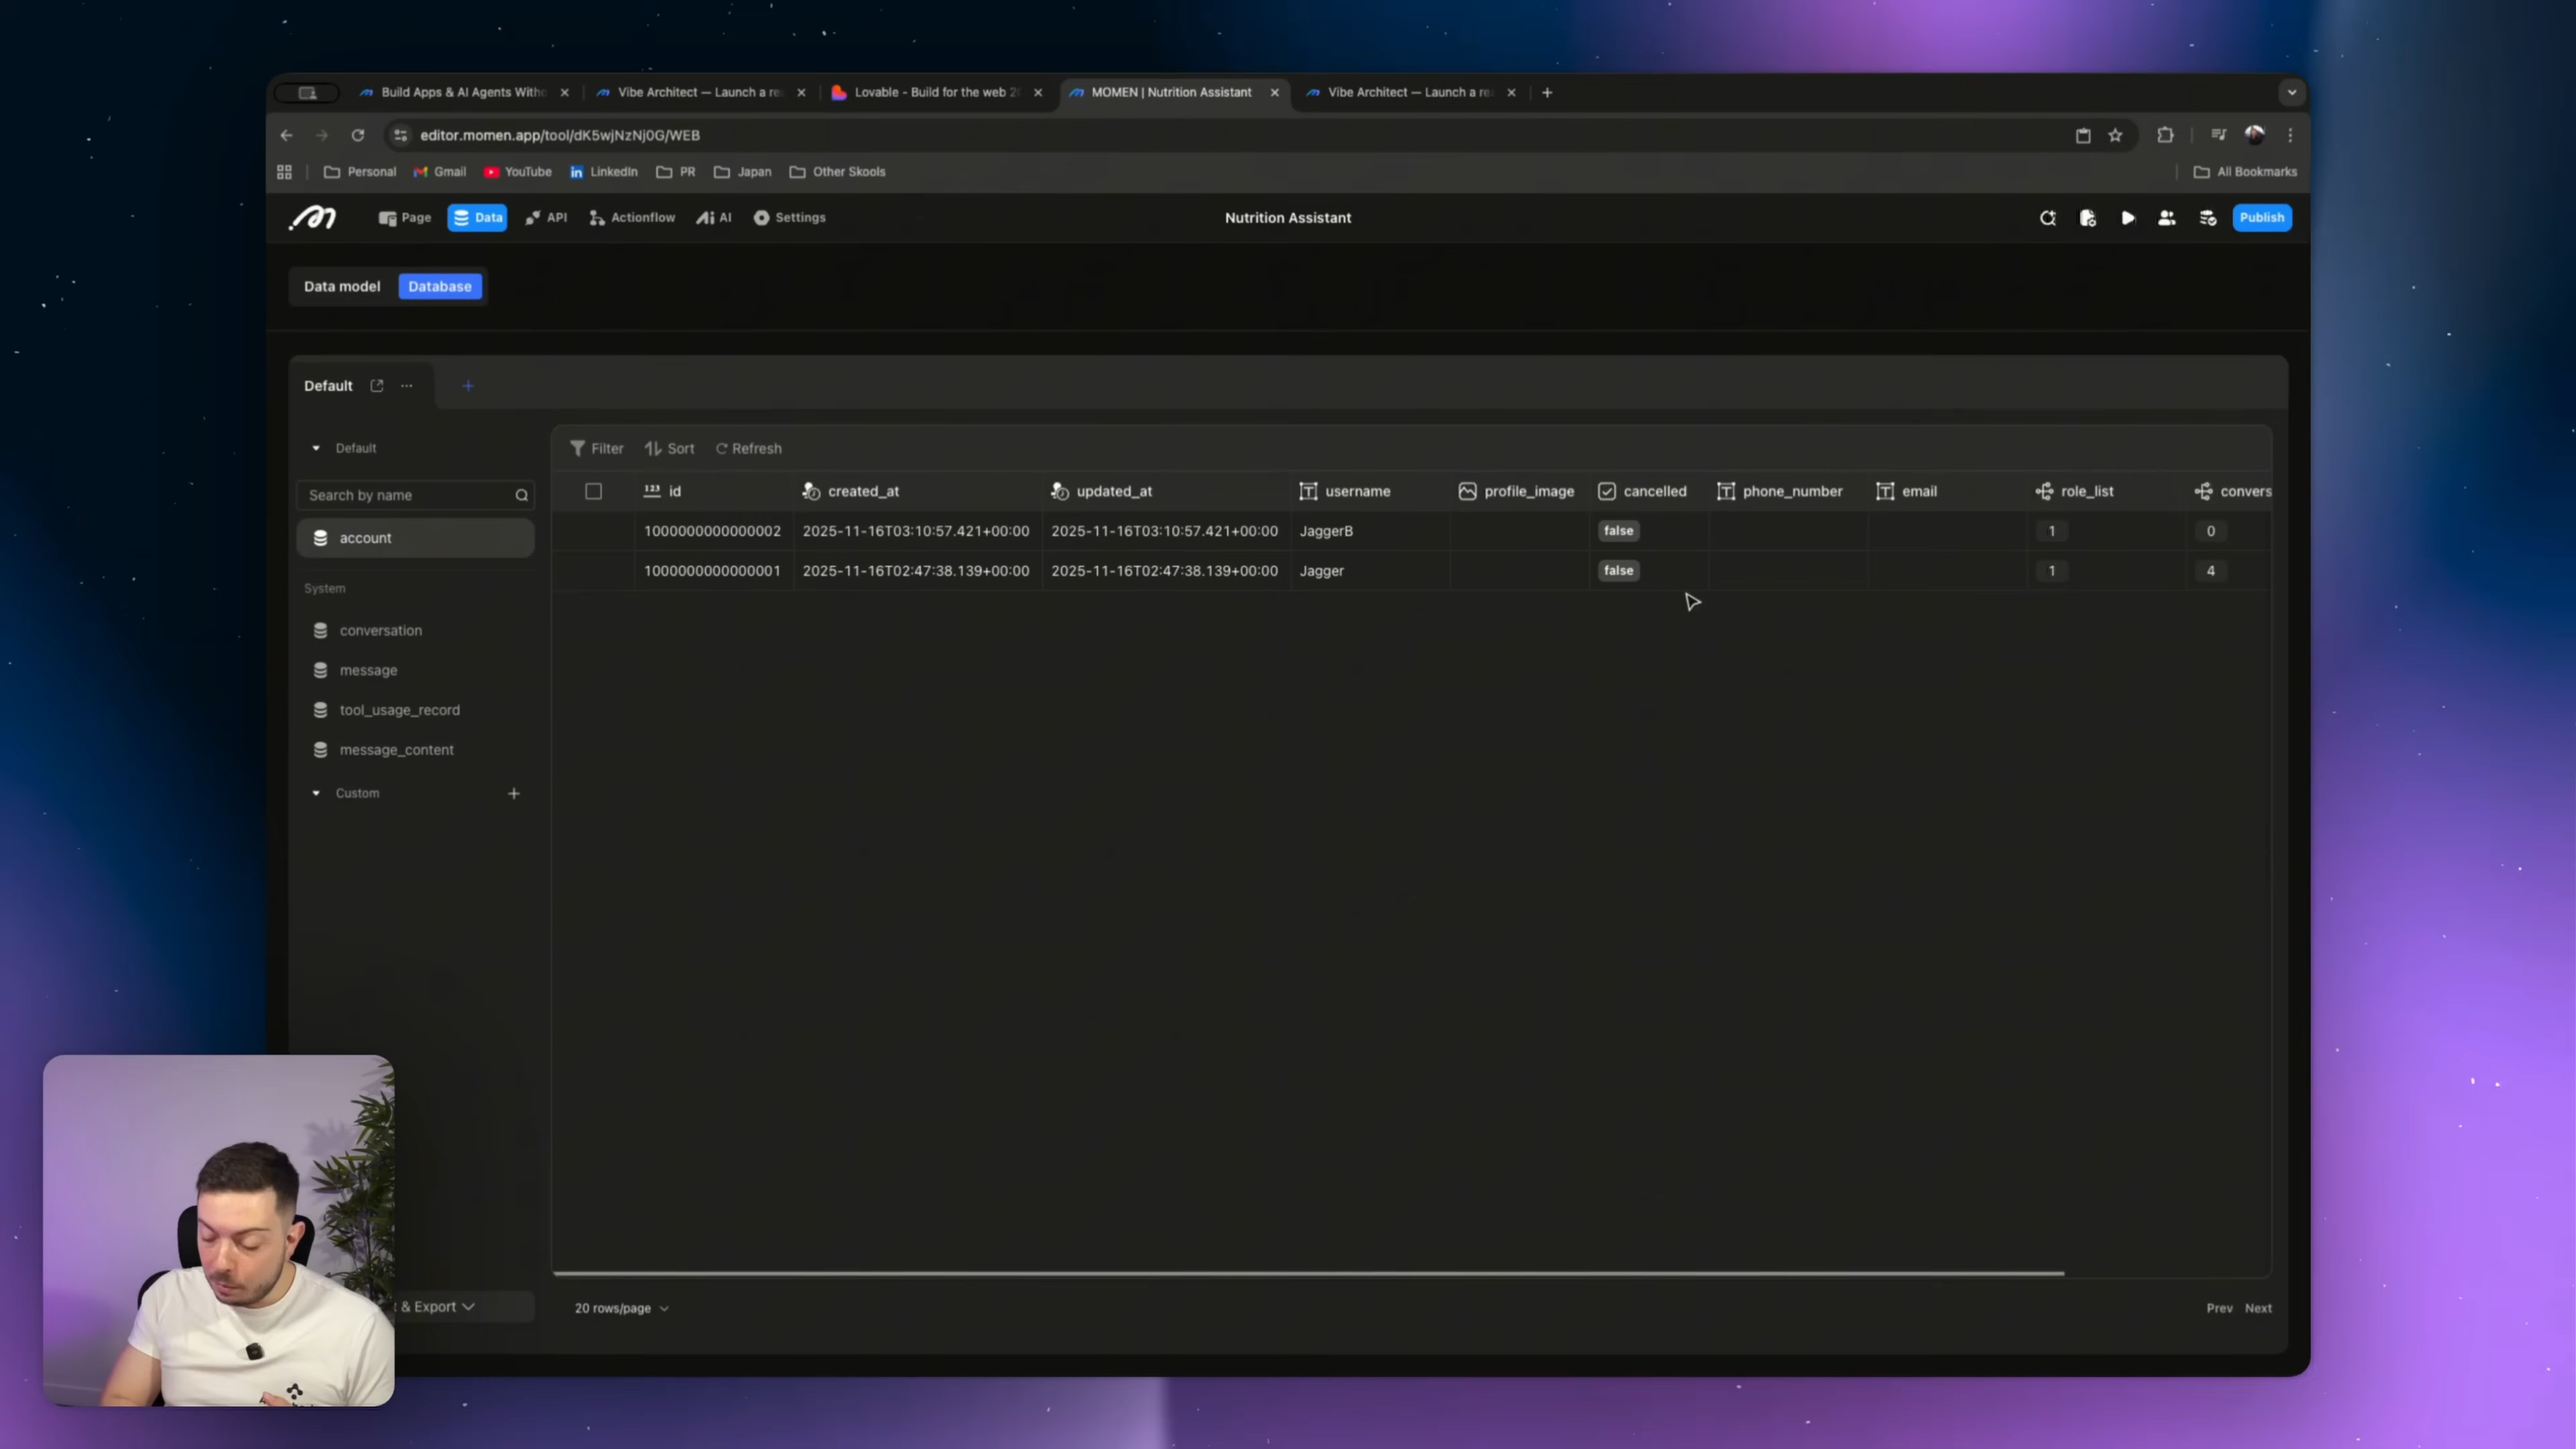 Build Apps & AI Agents Witho
Vibe Architect — Launch a re
Lovable - Build for the web 2
MOMEN | Nutrition Assistant
Vibe Architect — Launch a re
editor.momen.app/tool/dK5wjNzNj0G/WEB
Personal
Gmail
YouTube
LinkedIn
PR
Japan
Other Skools
All Bookmarks
Page
Data
API
Actionflow
AI
Settings
Nutrition Assistant
Publish
Data model
Database
Default
Default
Search by name
account
System
conversation
message
tool_usage_record
message_content
Custom
Filter
Sort
Refresh
id created_at updated_at username profile_image cancelled phone_number email role_list convers
1000000000000002 2025-11-16T03:10:57.421+00:00 2025-11-16T03:10:57.421+00:00 JaggerB false 1 0
1000000000000001 2025-11-16T02:47:38.139+00:00 2025-11-16T02:47:38.139+00:00 Jagger false 1 4
& Export
20 rows/page
Prev
Next